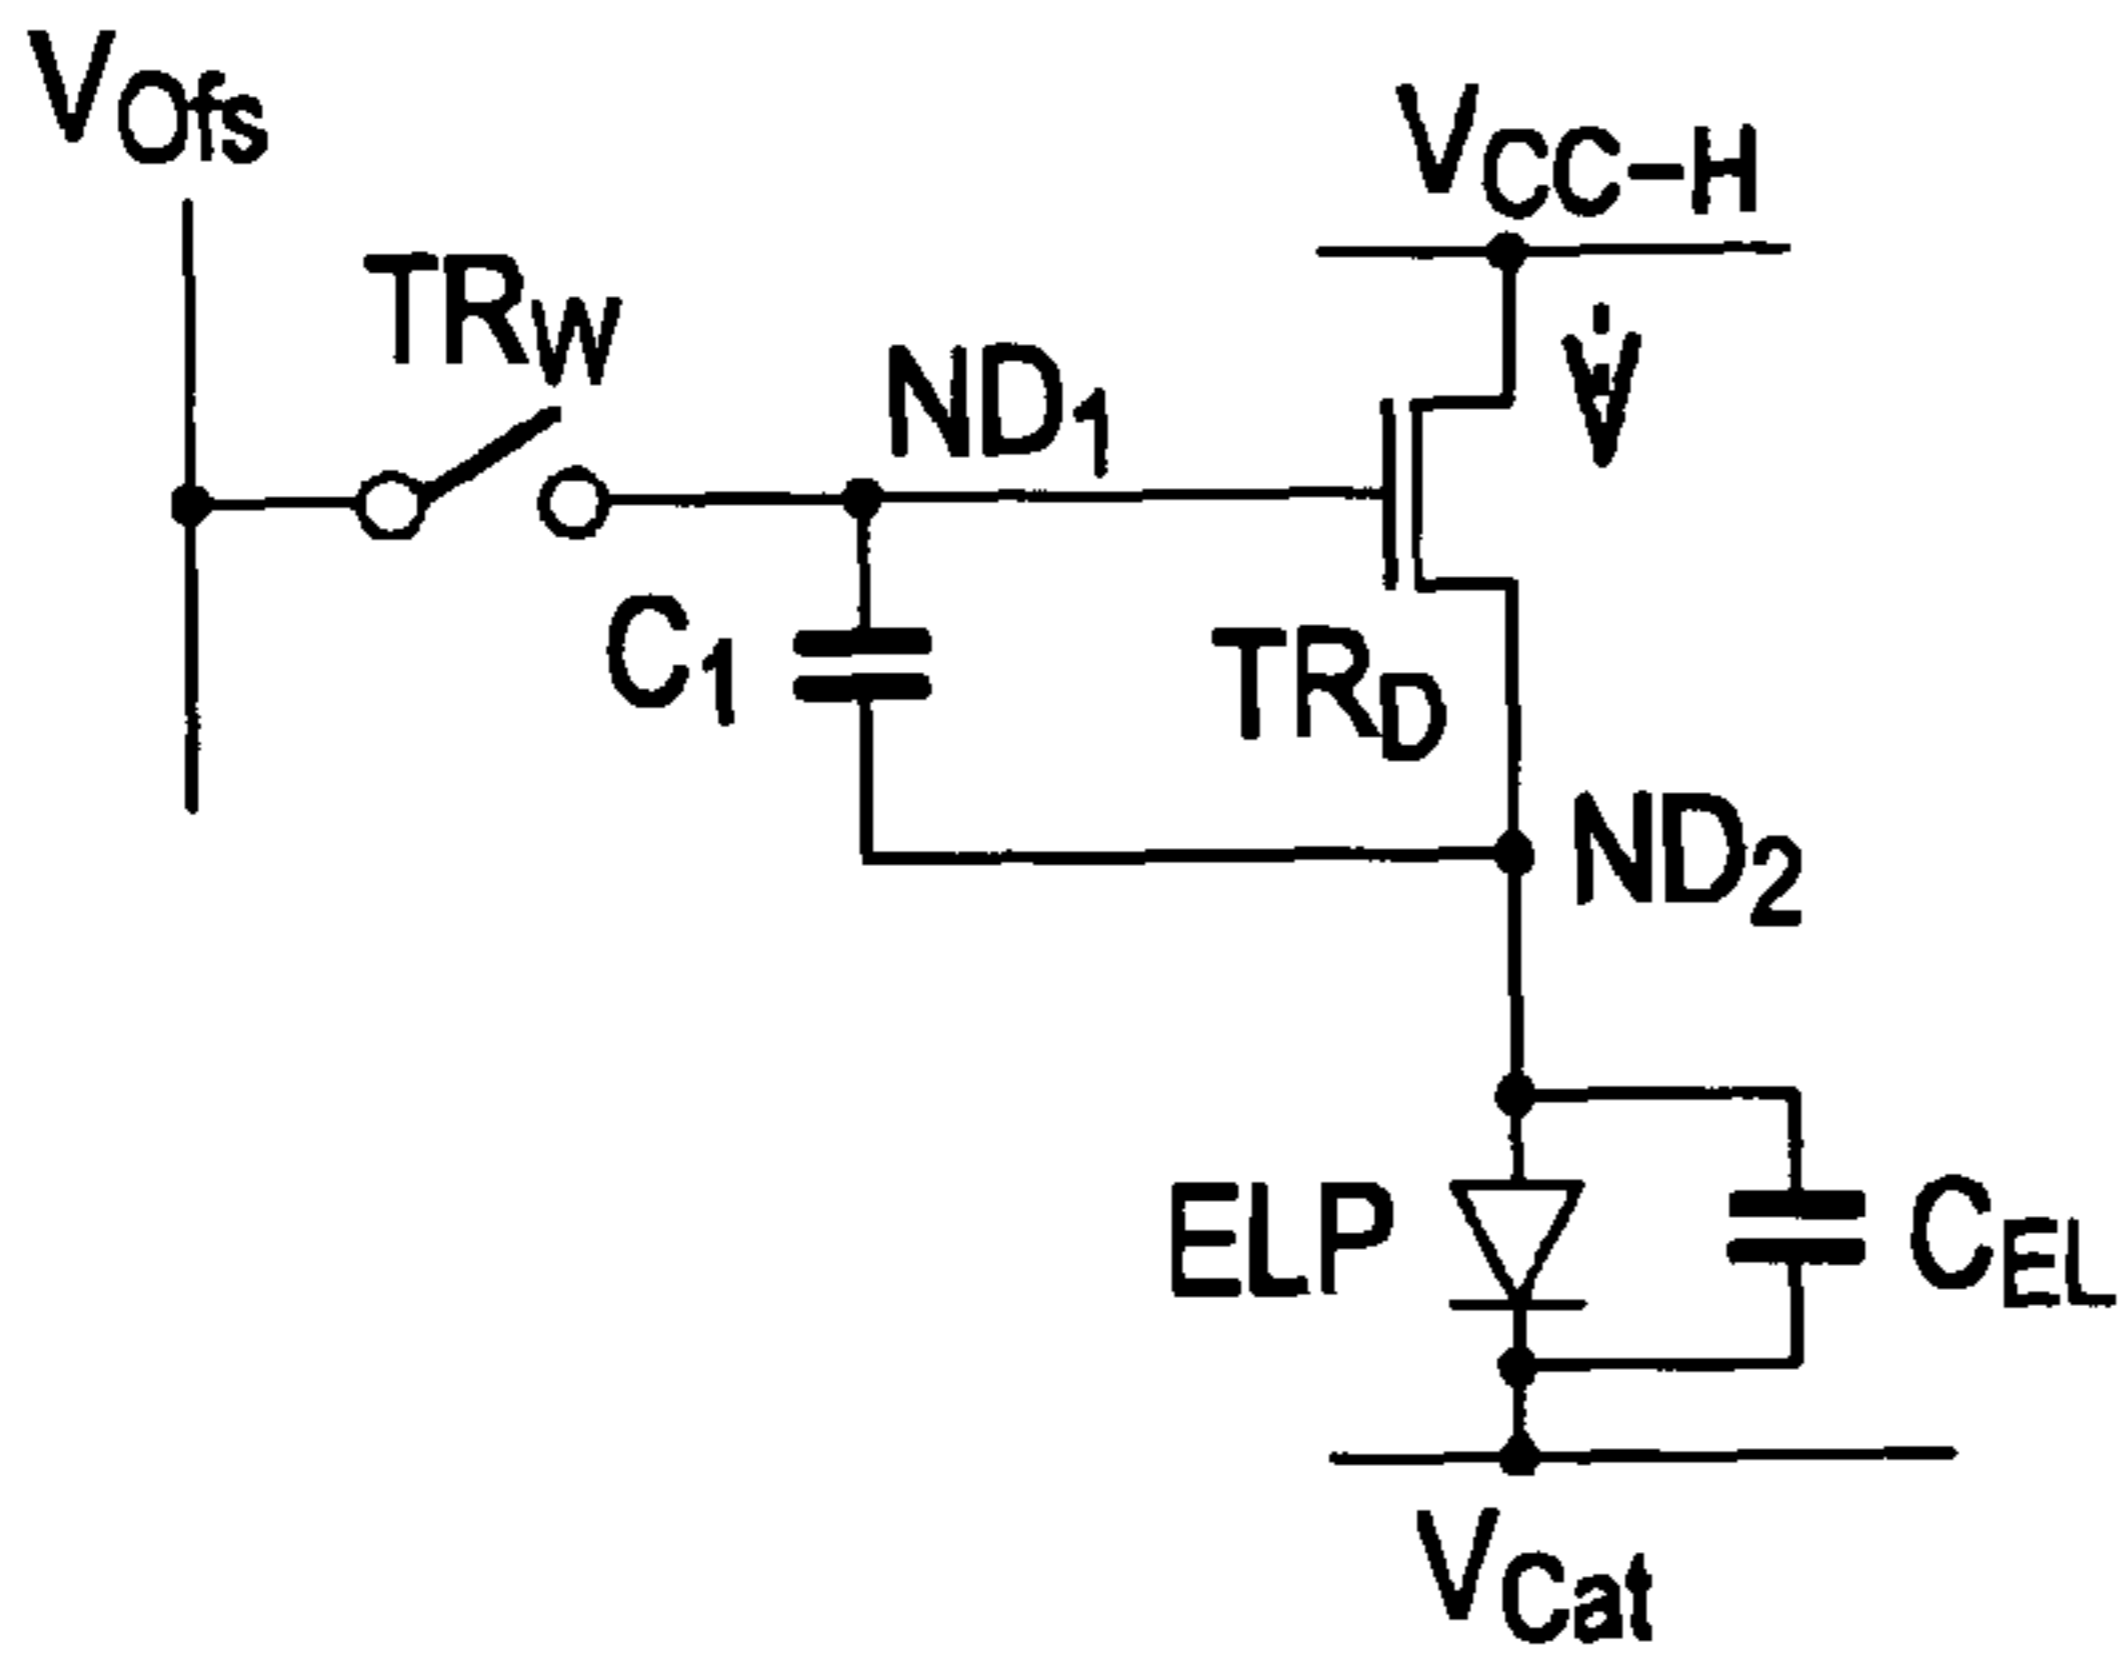 VOfs
VCC-H
TRW
ND1
C1
TRD
ND2
ELP
CEL
VCat